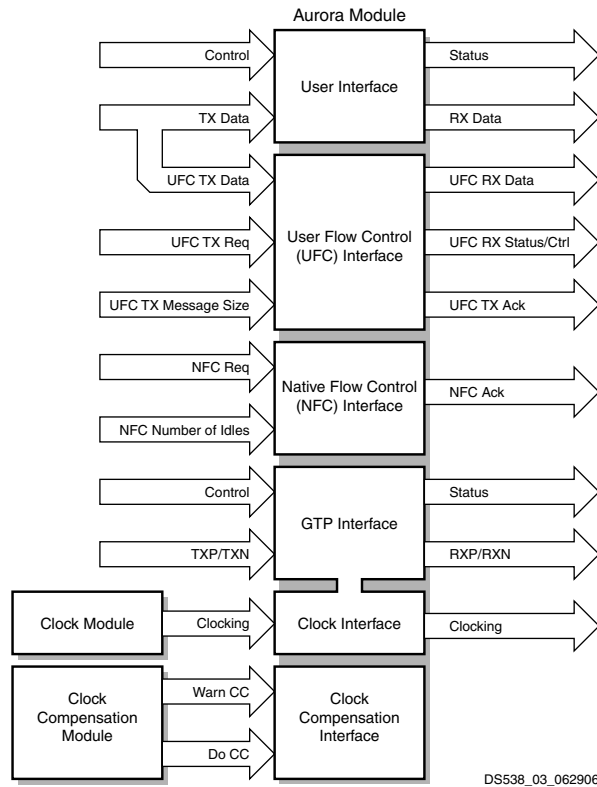 Aurora Module
Control
User Interface
Status
TX Data
RX Data
UFC TX Data
UFC RX Data
UFC TX Req
User Flow Control
(UFC) Interface
UFC RX Status/Ctrl
UFC TX Message Size
UFC TX Ack
NFC Req
Native Flow Control
(NFC) Interface
NFC Ack
NFC Number of Idles
Control
Status
GTP Interface
TXP/TXN
RXP/RXN
Clock Module
Clocking
Clock Interface
Clocking
Clock
Compensation
Module
Warn CC
Do CC
Clock
Compensation
Interface
DS538_03_062906